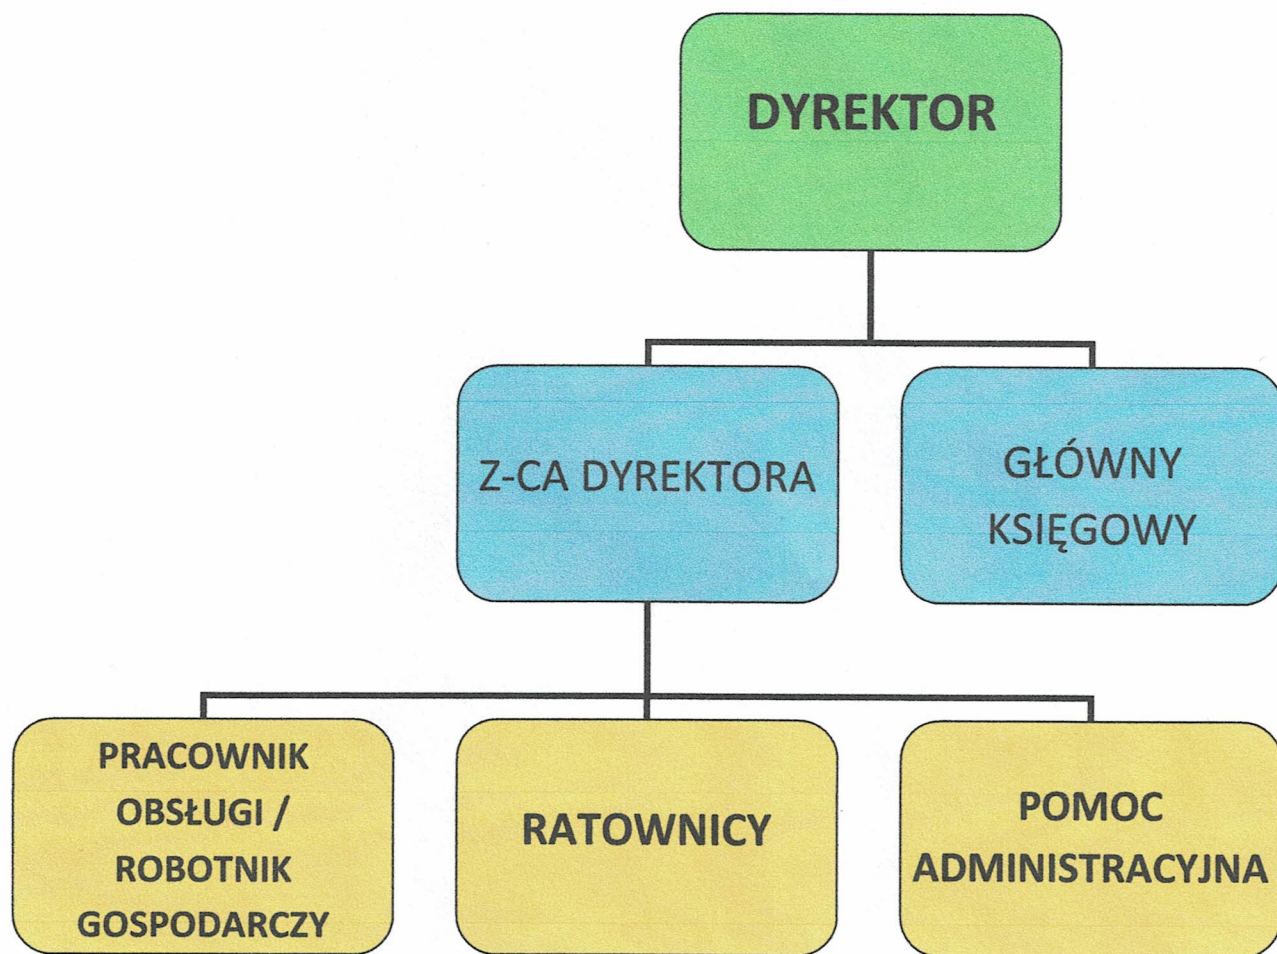 DYREKTOR
Z-CA DYREKTORA
GŁÓWNY
KSIĘGOWY
PRACOWNIK
OBSŁUGI /
ROBOTNIK
GOSPODARCZY
RATOWNICY
POMOC
ADMINISTRACYJNA